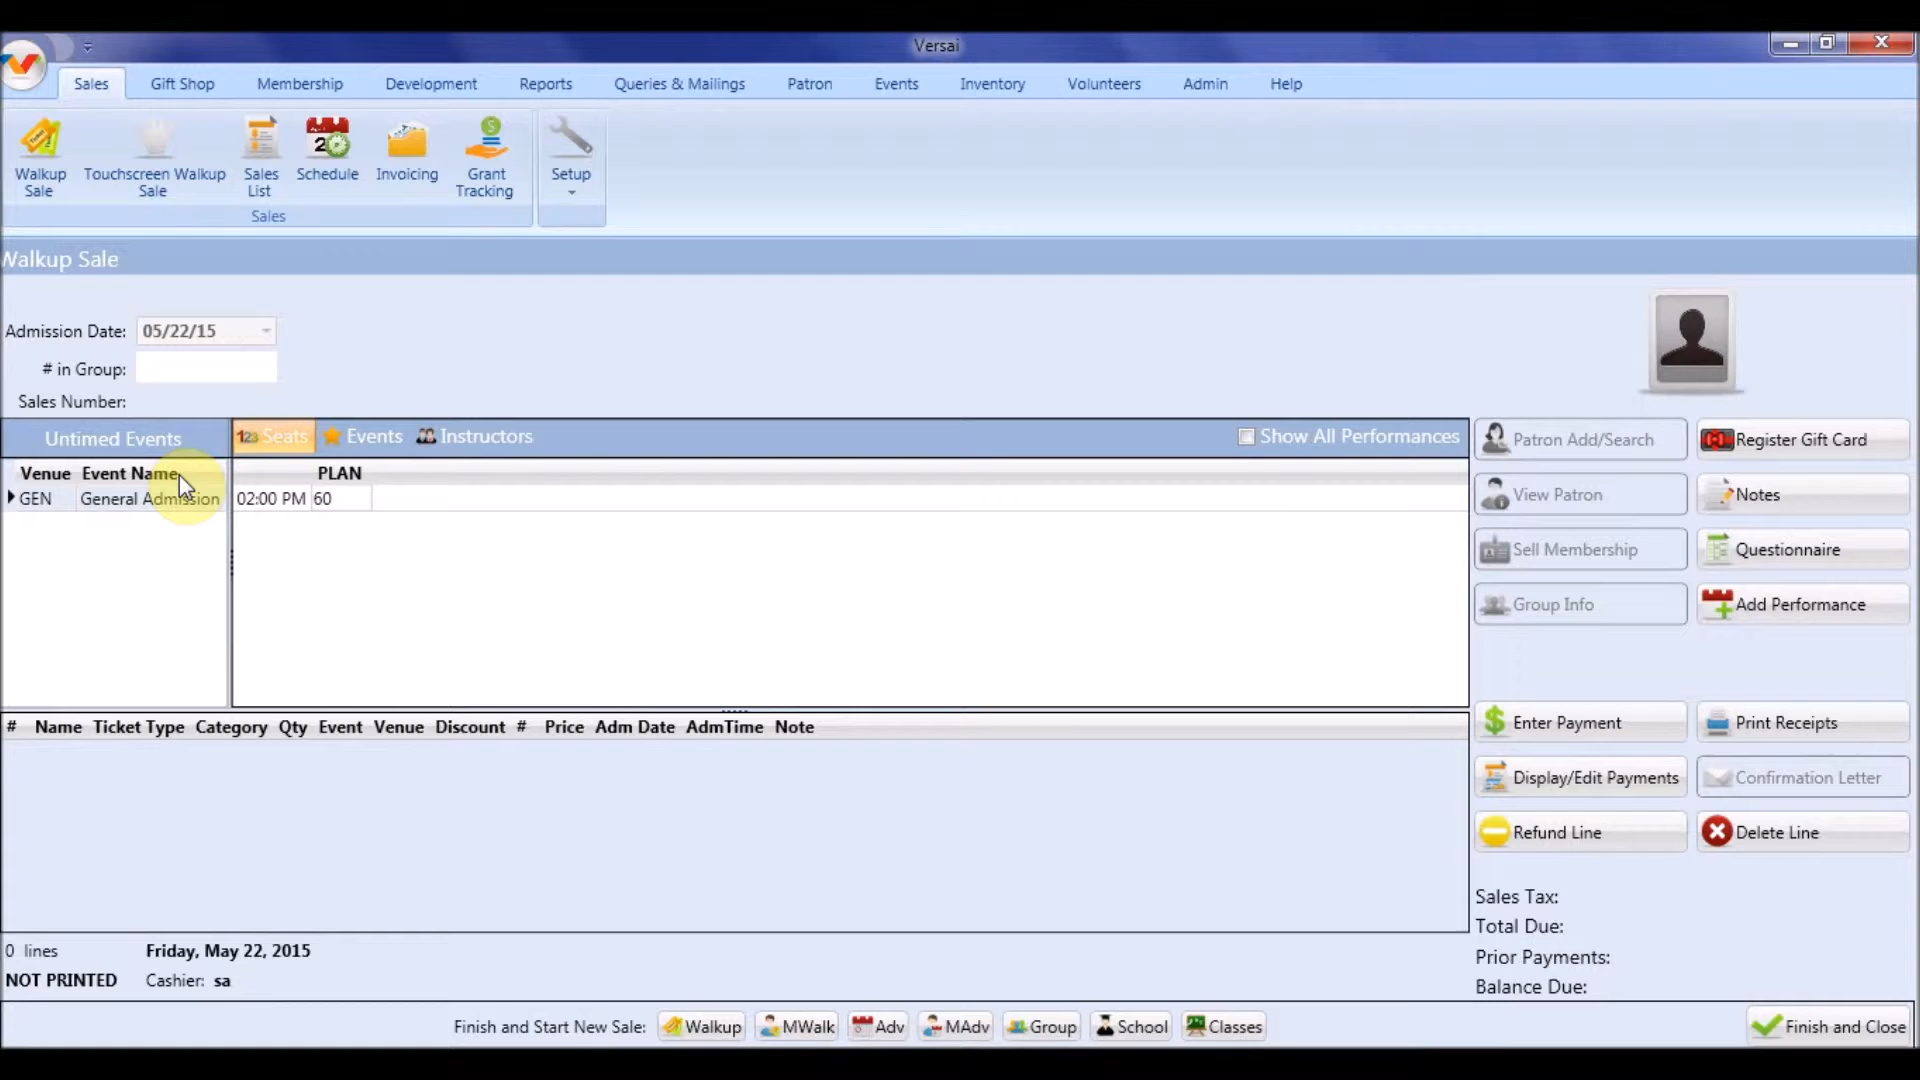 Versai
Sales Gift Shop Membership Development Reports Queries & Mailings Patron Events Inventory Volunteers Admin Help
Walkup Sale Touchscreen Walkup Sale Sales List Schedule Invoicing Grant Tracking Setup
Sales
Walkup Sale
Admission Date: 05/22/15
# in Group:
Sales Number:
Untimed Events 123 Seats Events Instructors Show All Performances
Venue Event Name PLAN
GEN General Admission 02:00 PM 60
Patron Add/Search Register Gift Card
View Patron Notes
Sell Membership Questionnaire
Group Info Add Performance
# Name Ticket Type Category Qty Event Venue Discount # Price Adm Date AdmTime Note
Enter Payment Print Receipts
Display/Edit Payments Confirmation Letter
Refund Line Delete Line
Sales Tax:
Total Due:
Prior Payments:
Balance Due:
0 lines Friday, May 22, 2015
NOT PRINTED Cashier: sa
Finish and Start New Sale: Walkup MWalk Adv MAdv Group School Classes Finish and Close